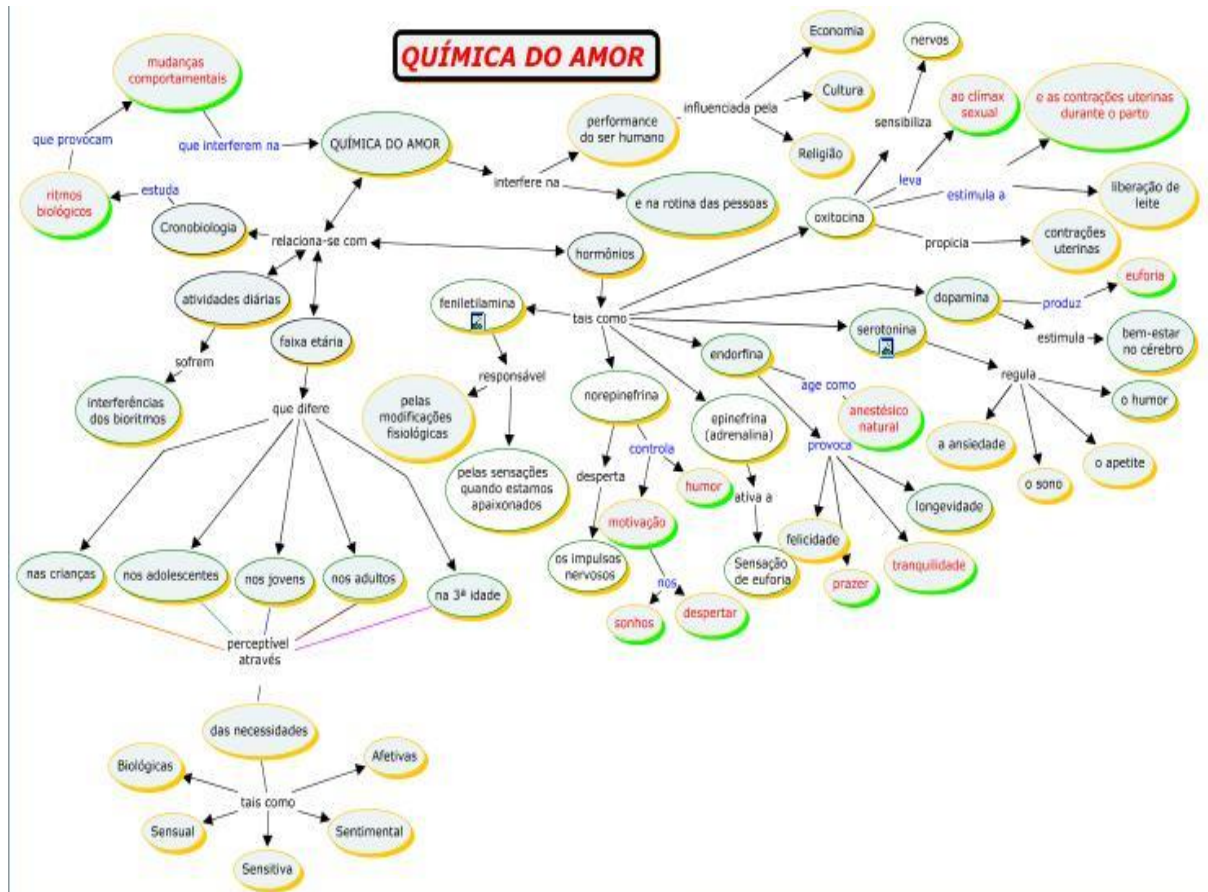 QUÍMICA DO AMOR
mudanças
comportamentais
que provocam
que interferem na
ritmos
biológicos
estuda
Cronobiologia
QUÍMICA DO AMOR
interfere na
performance
do ser humano
influenciada pela
Economia
Cultura
Religião
e na rotina das pessoas
relaciona-se com
atividades diárias
sofrem
interferências
dos bioritmos
faixa etária
que difere
nas crianças
nos adolescentes
nos jovens
nos adultos
na 3ª idade
perceptível
através
das necessidades
tais como
Biológicas
Afetivas
Sensual
Sensitiva
Sentimental
hormônios
tais como
feniletilamina
responsável
pelas
modificações
fisiológicas
pelas sensações
quando estamos
apaixonados
norepinefrina
desperta
os impulsos
nervosos
controla
humor
motivação
nos
sonhos
despertar
epinefrina
(adrenalina)
ativa a
Sensação
de euforia
endorfina
age como
anestésico
natural
provoca
felicidade
prazer
tranquilidade
longevidade
serotonina
regula
a ansiedade
o sono
o apetite
o humor
dopamina
produz
euforia
estimula
bem-estar
no cérebro
oxitocina
sensibiliza
nervos
leva
ao clímax
sexual
estimula a
e as contrações uterinas
durante o parto
liberação de
leite
propicia
contrações
uterinas